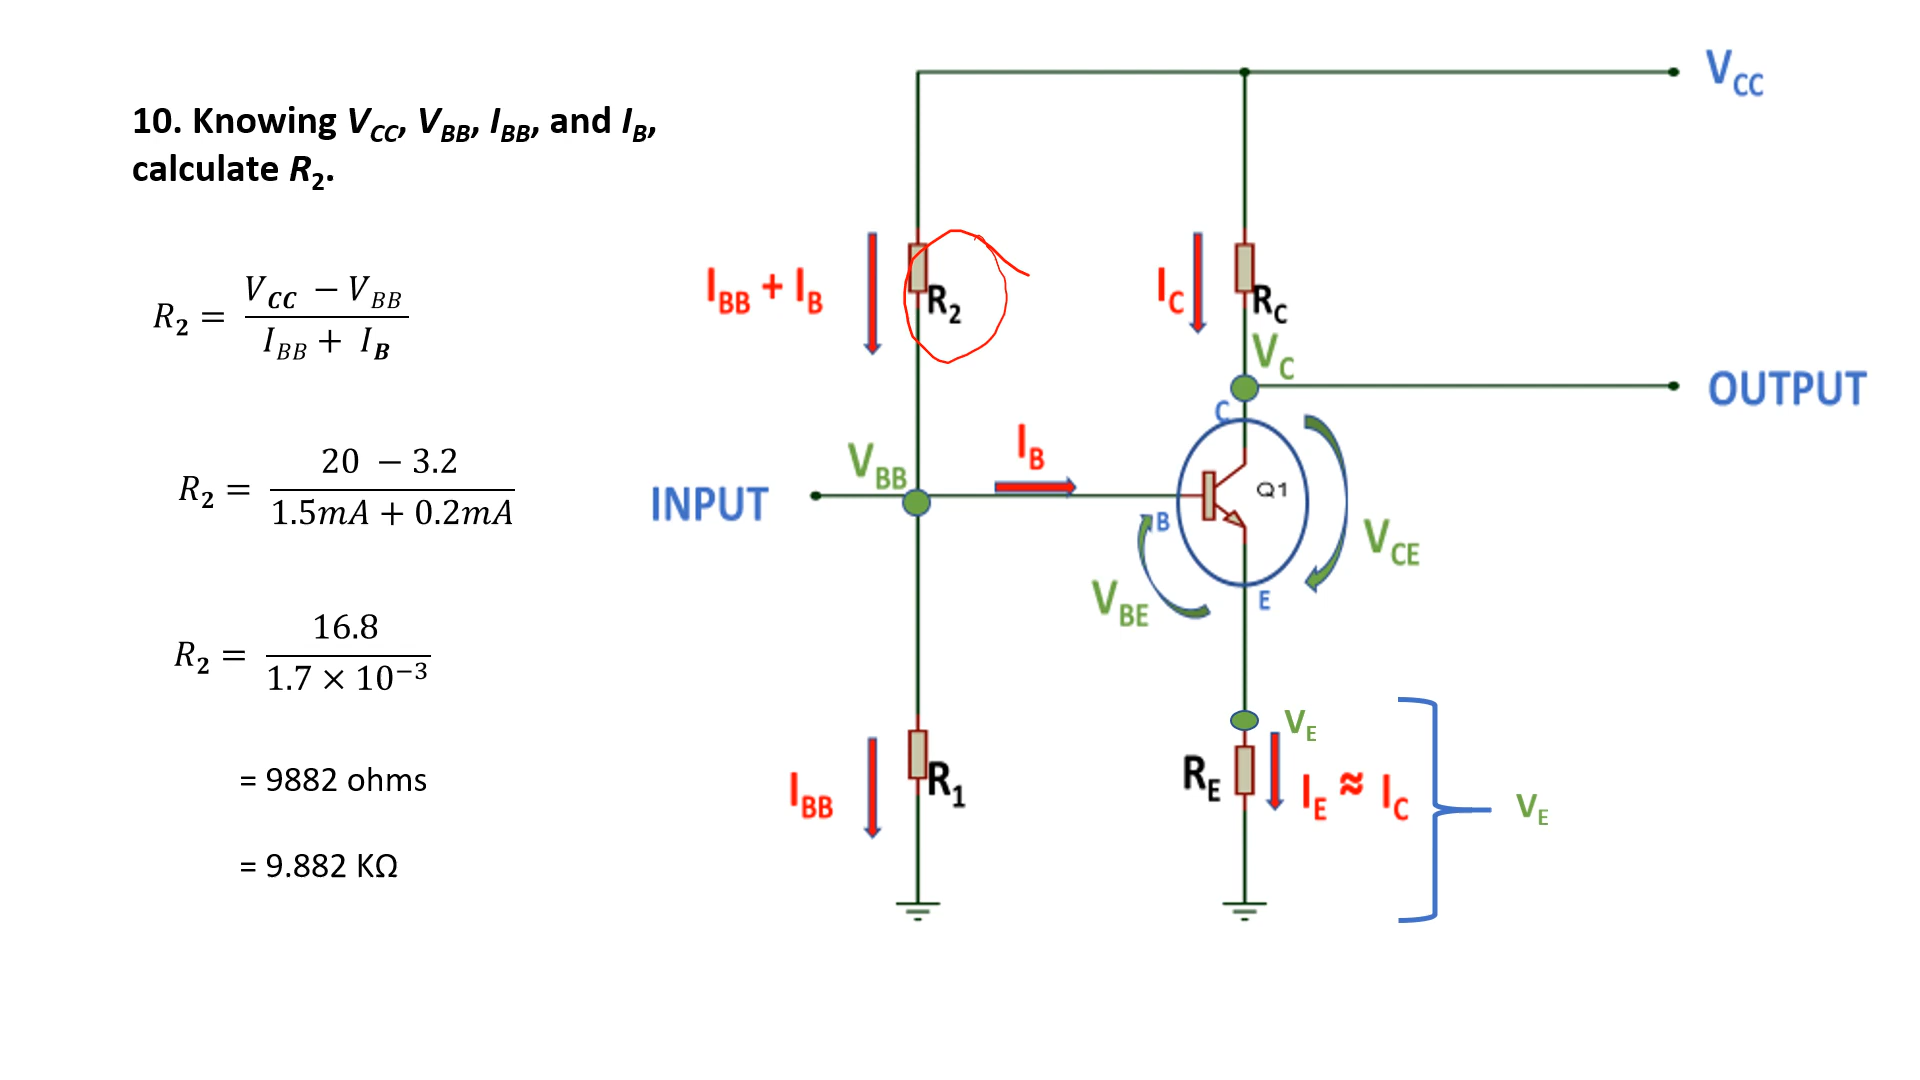 10. Knowing V_CC, V_BB, I_BB, and I_B,
calculate R_2.
R_2 = (V_CC − V_BB) / (I_BB + I_B)
R_2 = (20 − 3.2) / (1.5mA + 0.2mA)
R_2 = 16.8 / (1.7 × 10^−3)
= 9882 ohms
= 9.882 KΩ
V_CC
I_BB + I_B
R_2
I_C
R_C
V_C
OUTPUT
C
V_BB
I_B
INPUT
Q1
B
V_CE
V_BE
E
V_E
I_BB
R_1
R_E
I_E ≈ I_C
V_E